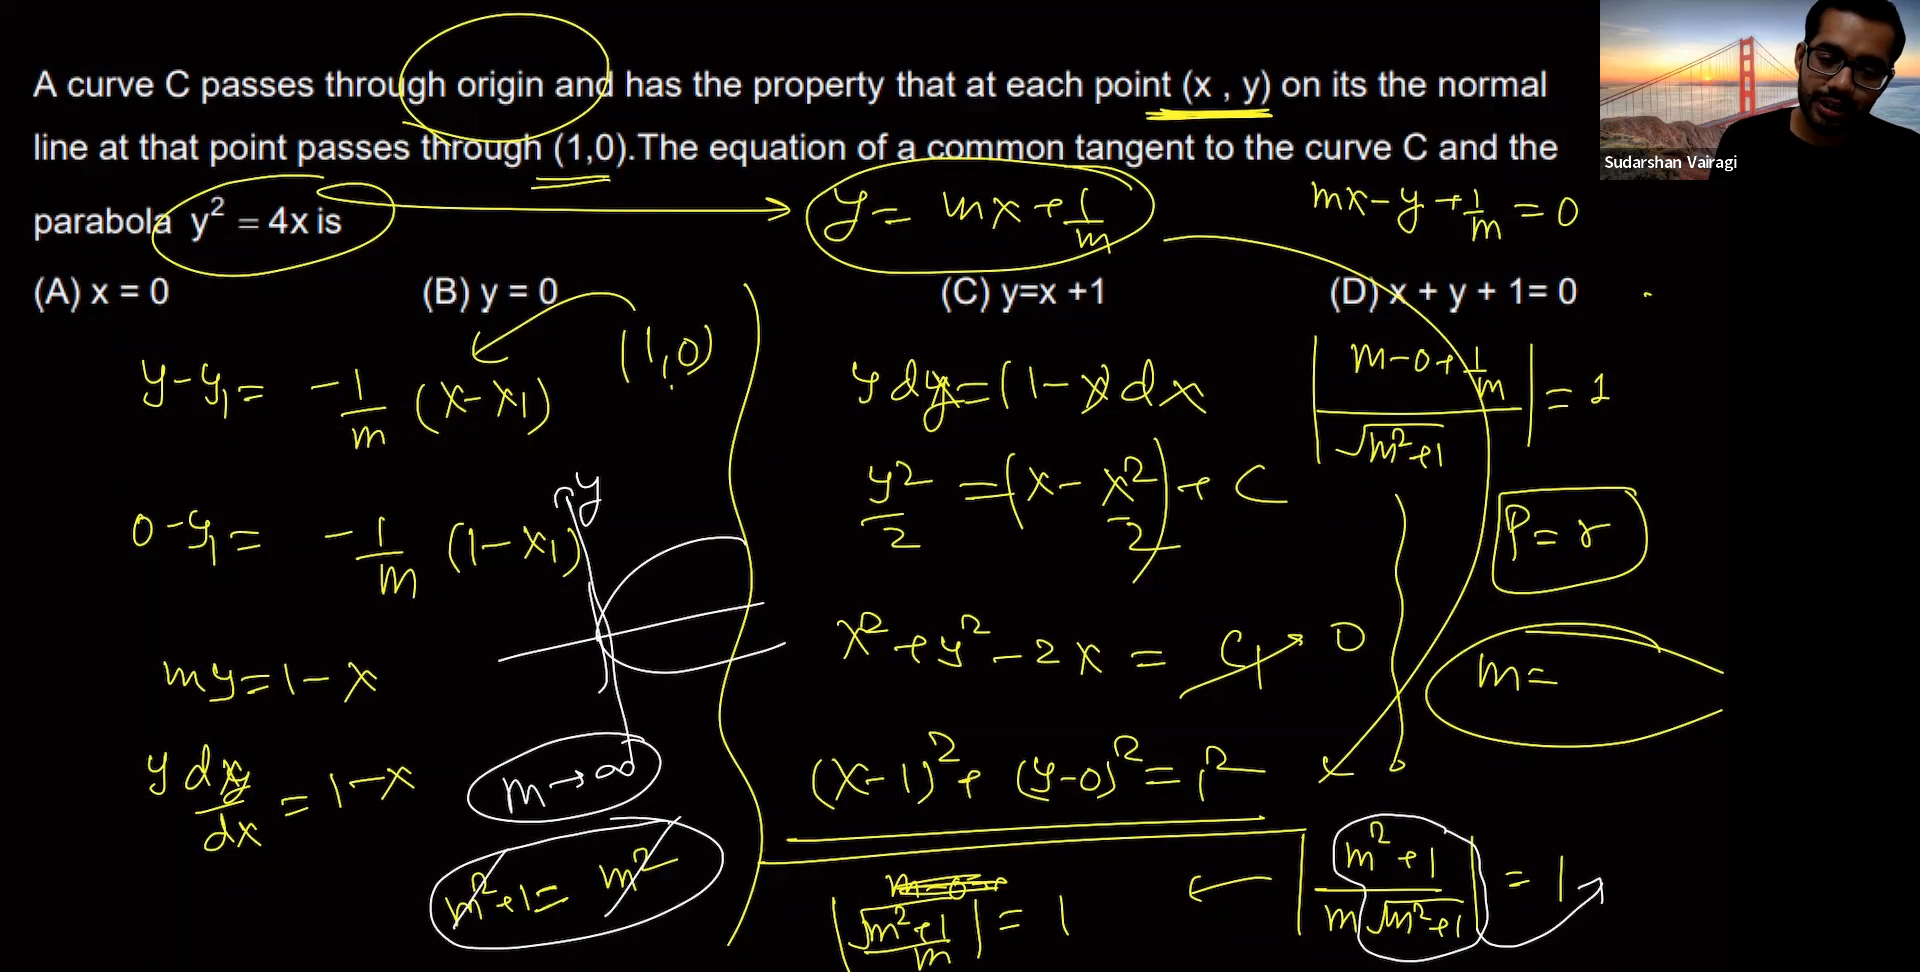 A curve C passes through origin and has the property that at each point (x , y) on its the normal
line at that point passes through (1,0).The equation of a common tangent to the curve C and the
parabola y² = 4x is
(A) x = 0 (B) y = 0 (C) y=x +1 (D) x + y + 1= 0
Sudarshan Vairagi
y = mx + 1/m
mx - y + 1/m = 0
(1,0)
y - y₁ = -1/m (x - x₁)
0 - y₁ = -1/m (1 - x₁)
my = 1 - x
y dy/dx = 1 - x
y
m → ∞
m² + 1 = m²
y dy = (1 - x) dx
y²/2 = (x - x²/2) + C
x² + y² - 2x = C₁ → 0
(x - 1)² + (y - 0)² = 1²
|√m²+1 / m| = 1
|m - 0 + 1/m / √m²+1| = 1
P = r
m =
|m² + 1 / m√m²+1| = 1